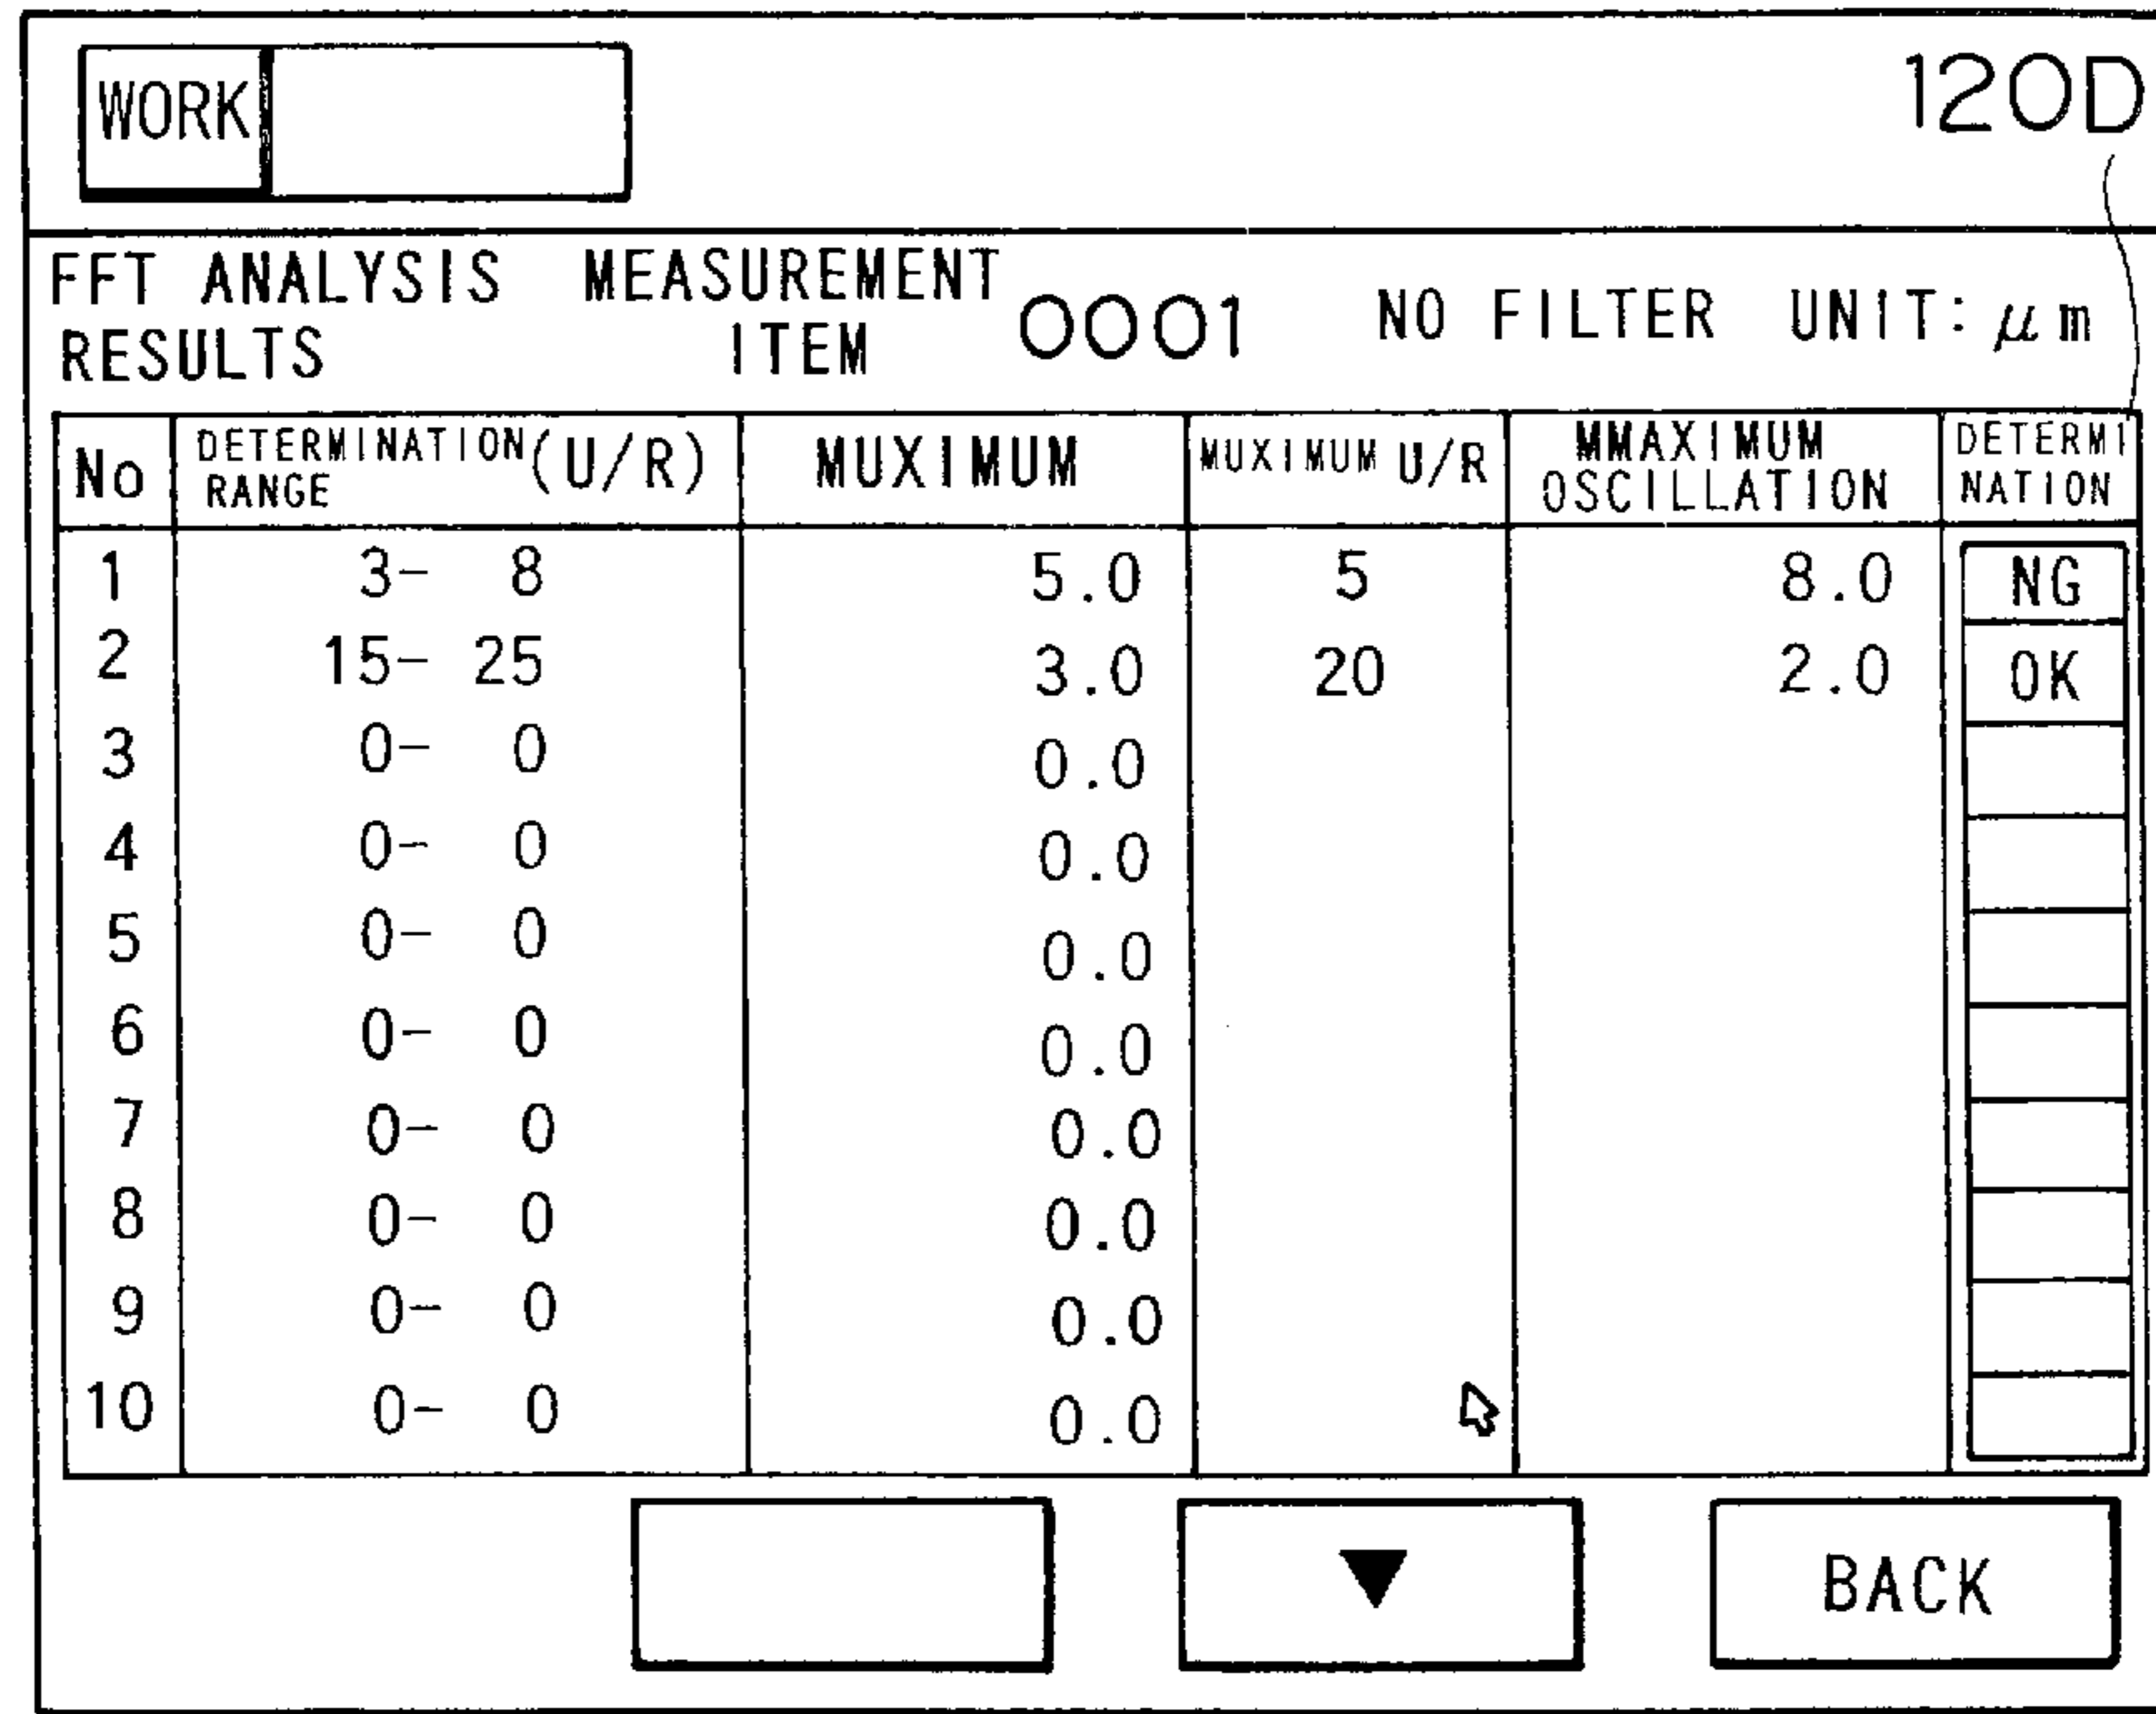 WORK
120D
FFT ANALYSIS RESULTS MEASUREMENT ITEM 0001 NO FILTER UNIT: μm
No DETERMINATION RANGE (U/R) MUXIMUM MUXIMUM U/R MMAXIMUM OSCILLATION DETERMI NATION
1 3- 8 5.0 5 8.0 NG
2 15- 25 3.0 20 2.0 OK
3 0- 0 0.0
4 0- 0 0.0
5 0- 0 0.0
6 0- 0 0.0
7 0- 0 0.0
8 0- 0 0.0
9 0- 0 0.0
10 0- 0 0.0
BACK